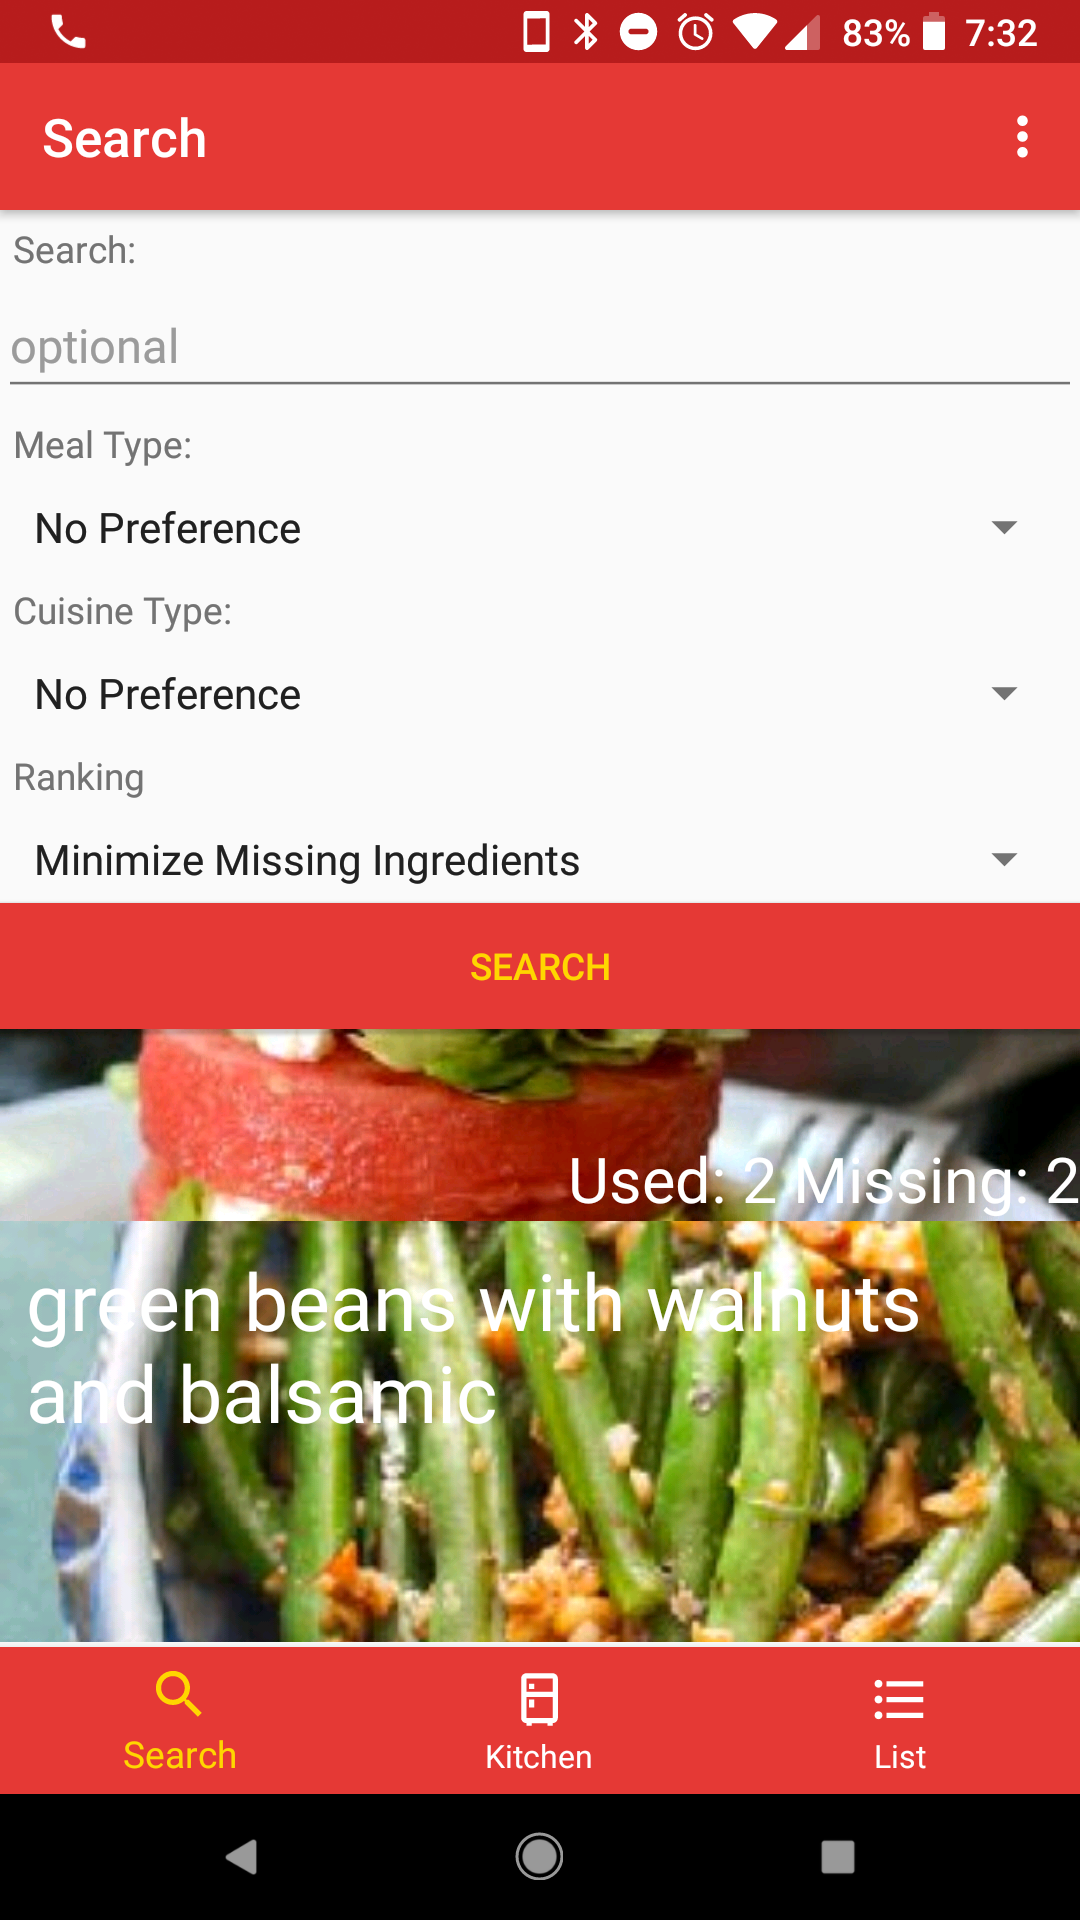 83% 7:32
Search
Search:
optional
Meal Type:
No Preference
Cuisine Type:
No Preference
Ranking
Minimize Missing Ingredients
SEARCH
Used: 2 Missing: 2
green beans with walnuts
and balsamic
Search Kitchen List